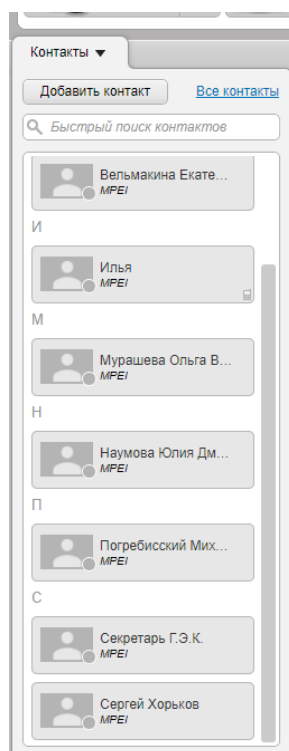 Контакты ▼
Добавить контакт Все контакты
Быстрый поиск контактов
Вельмакина Екате...
MPEI
И
Илья
MPEI
М
Мурашева Ольга В...
MPEI
Н
Наумова Юлия Дм...
MPEI
П
Погребисский Мих...
MPEI
С
Секретарь Г.Э.К.
MPEI
Сергей Хорьков
MPEI